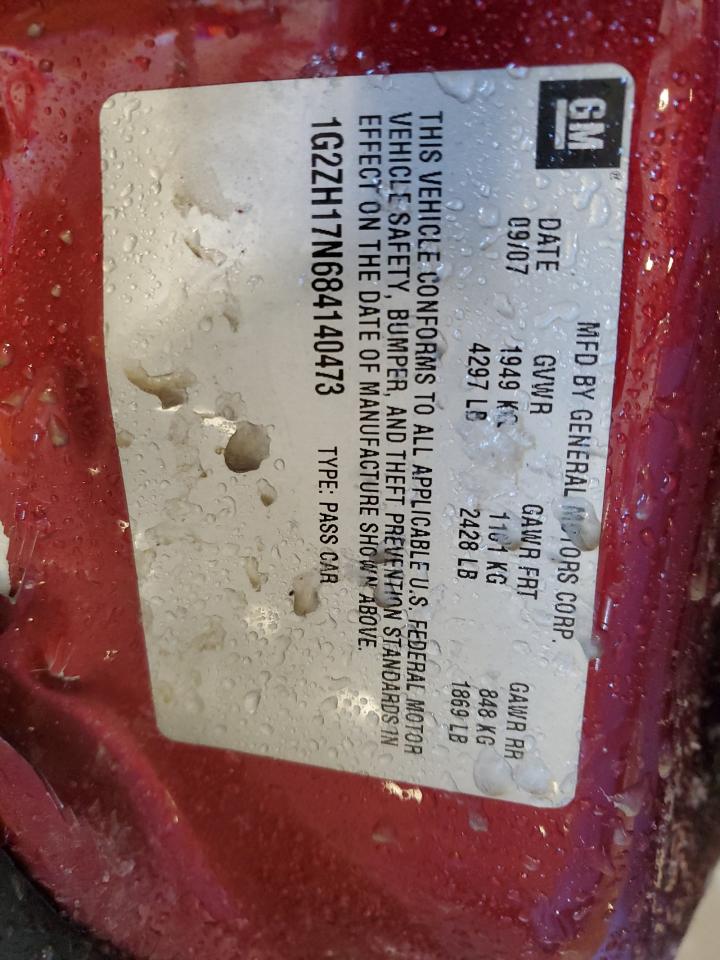 GM®
MFD BY GENERAL MOTORS CORP.
DATE GVWR GAWR FRT GAWR RR
09/07 1949 KG 1101 KG 848 KG
4297 LB 2428 LB 1869 LB
THIS VEHICLE CONFORMS TO ALL APPLICABLE U.S. FEDERAL MOTOR
VEHICLE SAFETY, BUMPER, AND THEFT PREVENTION STANDARDS IN
EFFECT ON THE DATE OF MANUFACTURE SHOWN ABOVE.
1G2ZH17N684140473 TYPE: PASS CAR